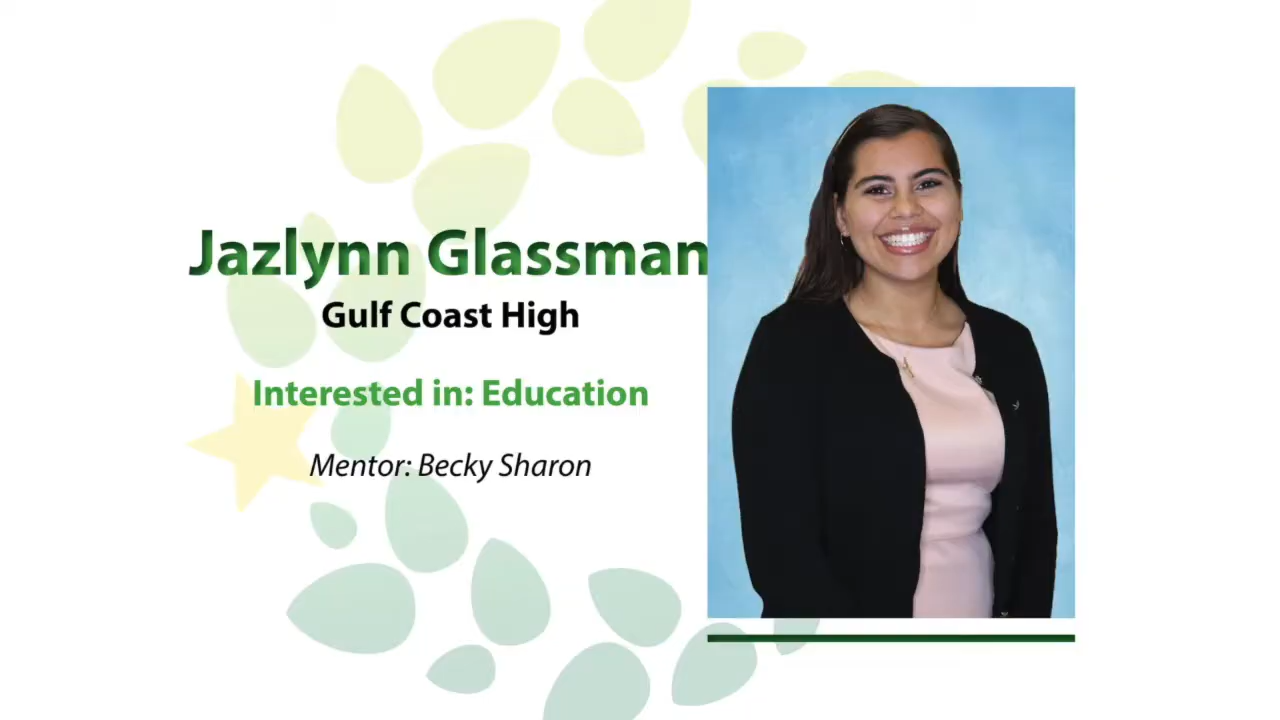 Jazlynn Glassman
Gulf Coast High
Interested in: Education
Mentor: Becky Sharon